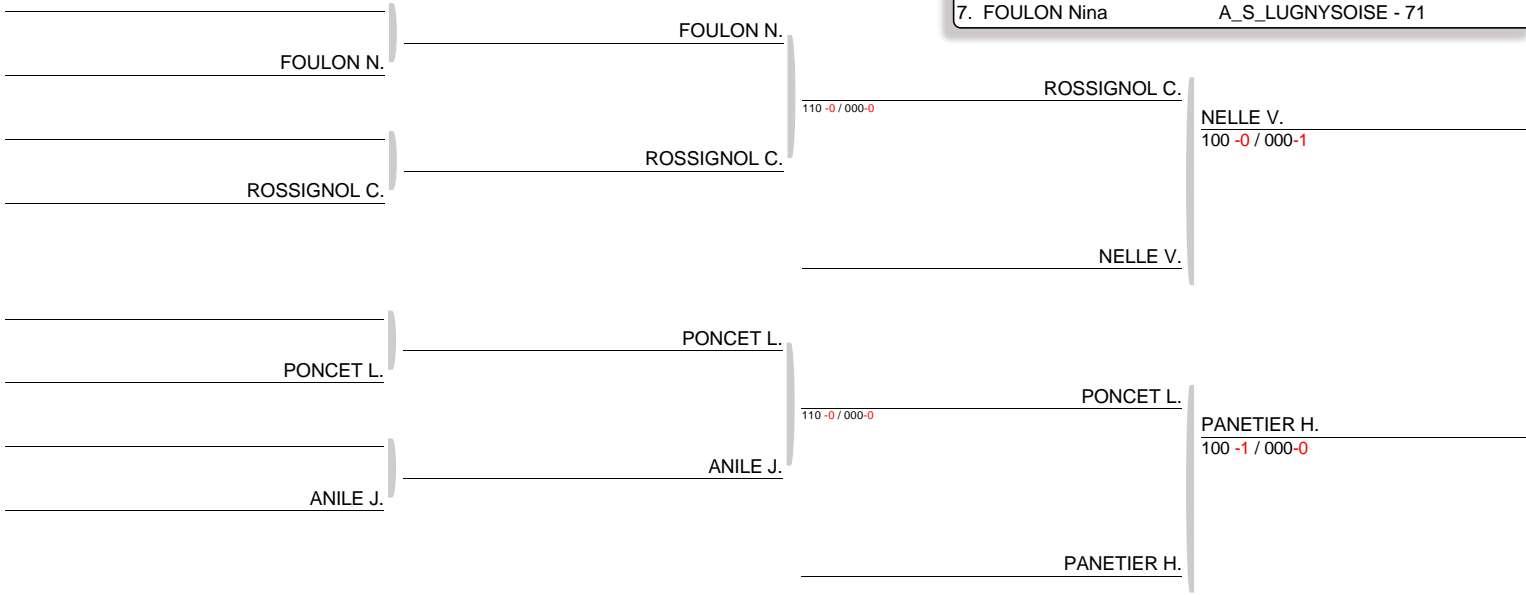 7. FOULON Nina A_S_LUGNYSOISE - 71
FOULON N.
FOULON N.
ROSSIGNOL C.
110 -0 / 000-0
NELLE V.
100 -0 / 000-1
ROSSIGNOL C.
ROSSIGNOL C.
NELLE V.
PONCET L.
PONCET L.
PONCET L.
110 -0 / 000-0
PANETIER H.
100 -1 / 000-0
ANILE J.
ANILE J.
PANETIER H.